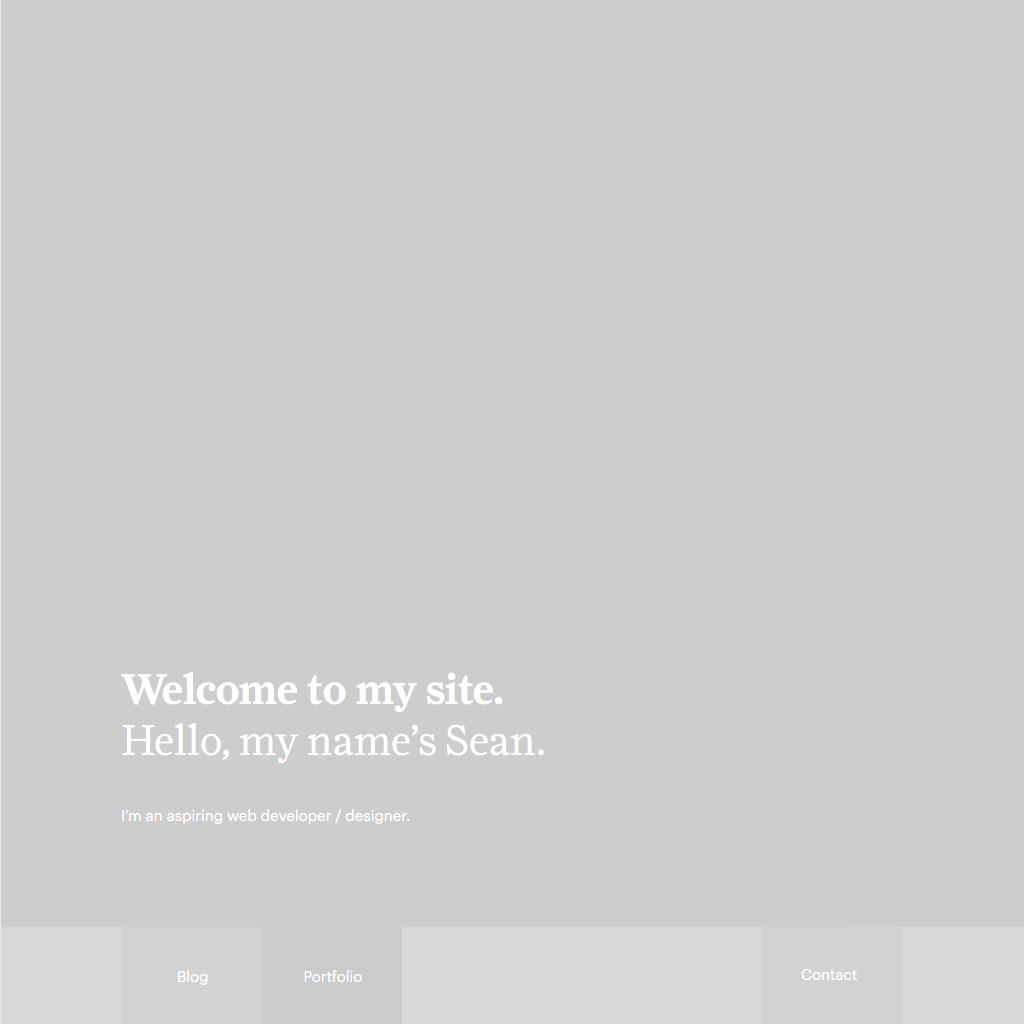 Welcome to my site.
Hello, my name’s Sean.
I’m an aspiring web developer / designer.
Blog
Portfolio
Contact